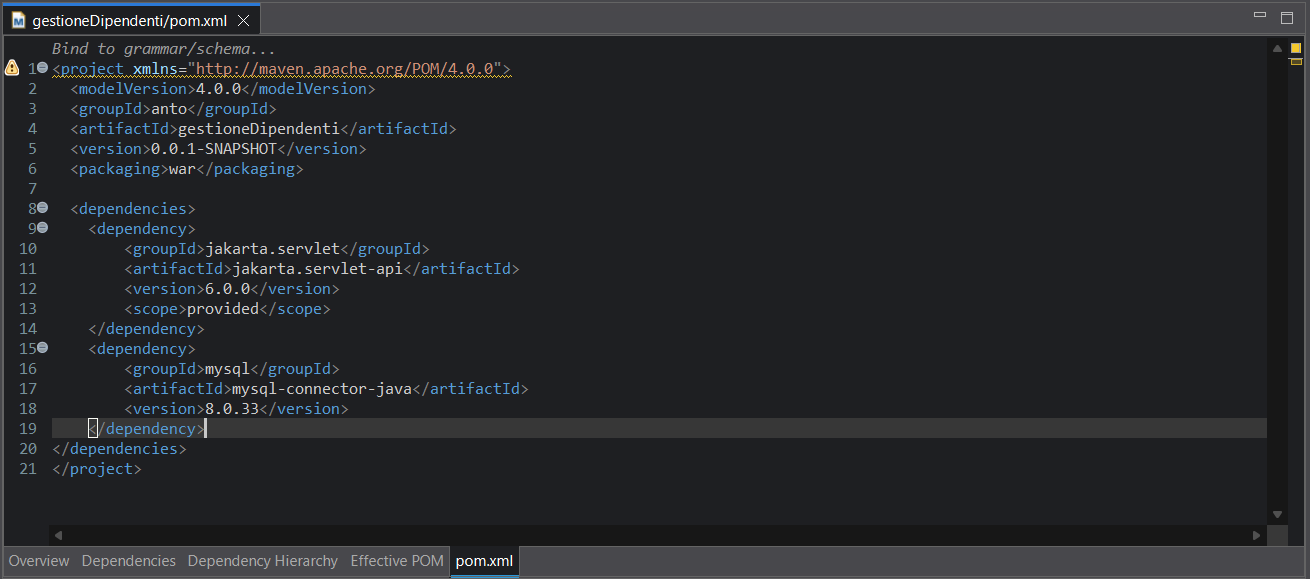 gestioneDipendenti/pom.xml
Bind to grammar/schema...
1 <project xmlns="http://maven.apache.org/POM/4.0.0">
2 <modelVersion>4.0.0</modelVersion>
3 <groupId>anto</groupId>
4 <artifactId>gestioneDipendenti</artifactId>
5 <version>0.0.1-SNAPSHOT</version>
6 <packaging>war</packaging>
7
8 <dependencies>
9 <dependency>
10 <groupId>jakarta.servlet</groupId>
11 <artifactId>jakarta.servlet-api</artifactId>
12 <version>6.0.0</version>
13 <scope>provided</scope>
14 </dependency>
15 <dependency>
16 <groupId>mysql</groupId>
17 <artifactId>mysql-connector-java</artifactId>
18 <version>8.0.33</version>
19 </dependency>
20 </dependencies>
21 </project>
Overview Dependencies Dependency Hierarchy Effective POM pom.xml